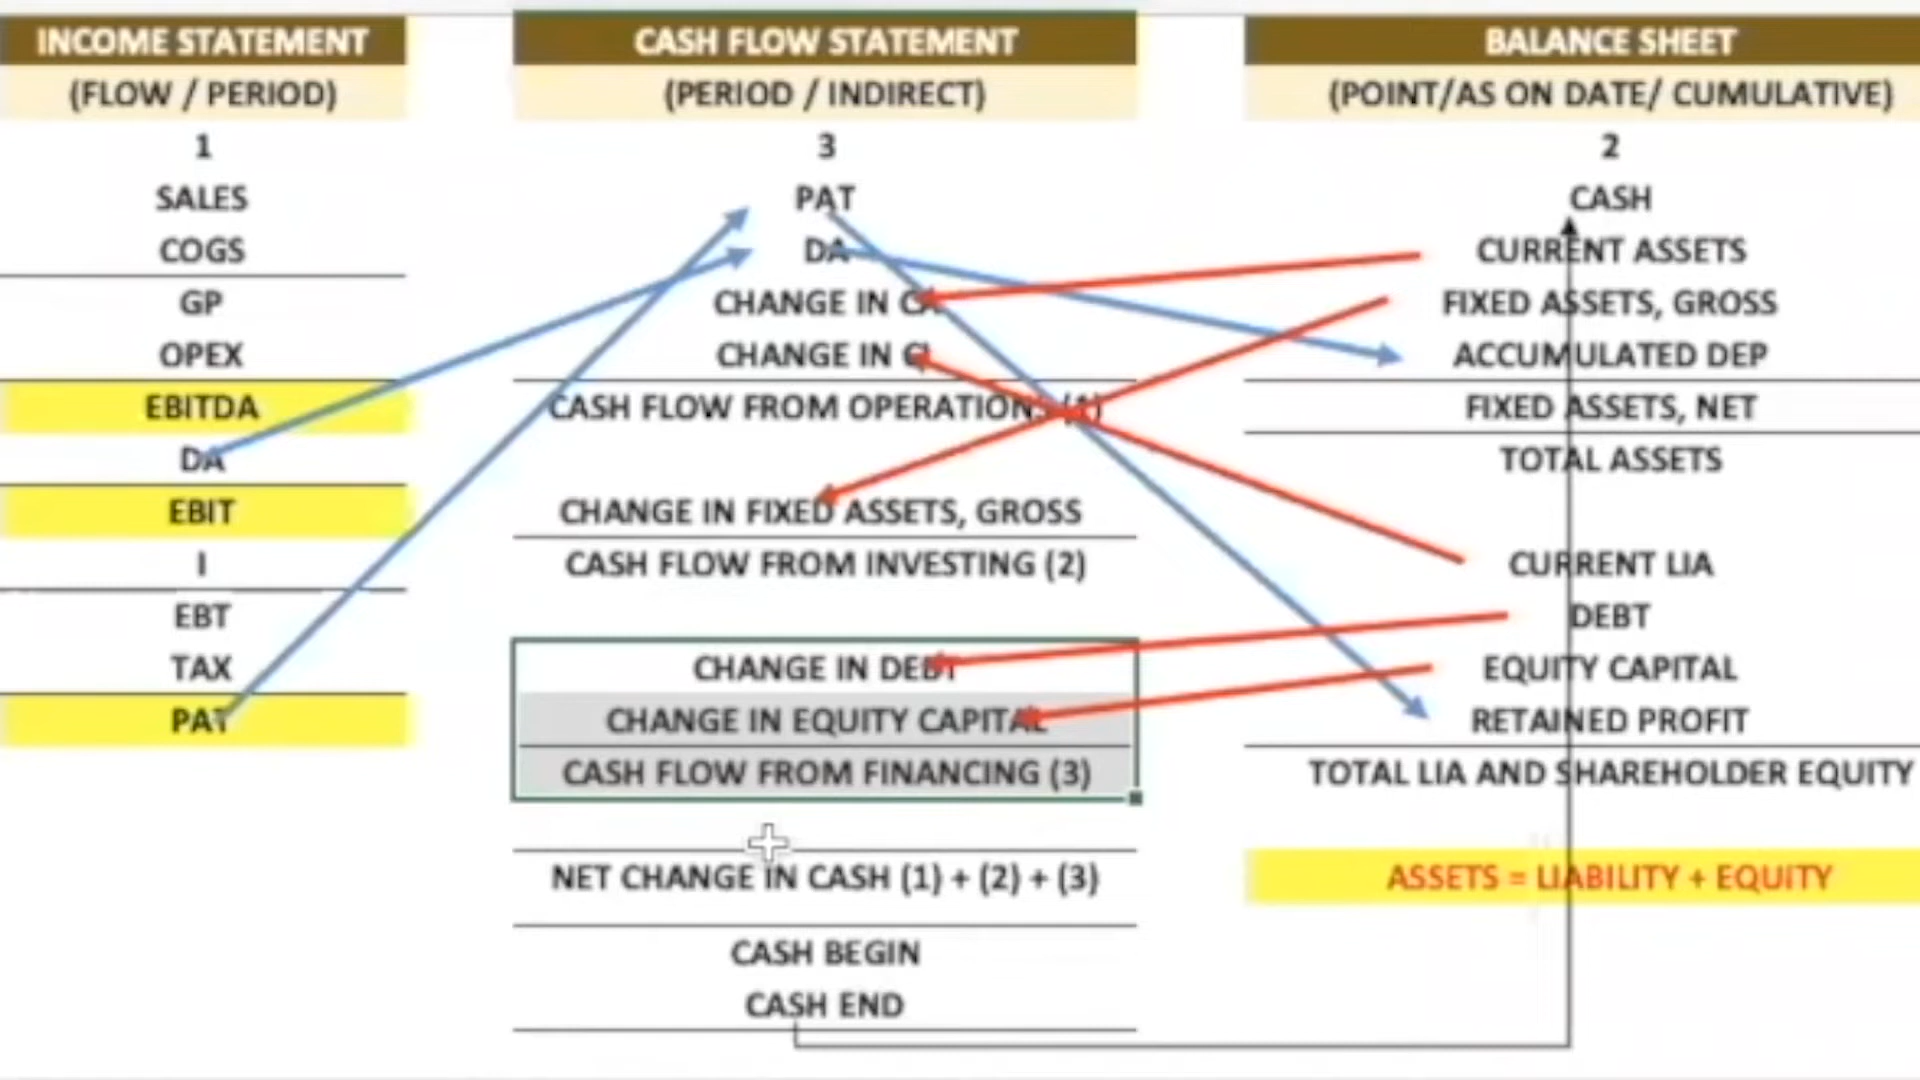 INCOME STATEMENT
(FLOW / PERIOD)
1
SALES
COGS
GP
OPEX
EBITDA
DA
EBIT
I
EBT
TAX
PAT
CASH FLOW STATEMENT
(PERIOD / INDIRECT)
3
PAT
DA
CHANGE IN CA
CHANGE IN CL
CASH FLOW FROM OPERATIONS (1)
CHANGE IN FIXED ASSETS, GROSS
CASH FLOW FROM INVESTING (2)
CHANGE IN DEBT
CHANGE IN EQUITY CAPITAL
CASH FLOW FROM FINANCING (3)
NET CHANGE IN CASH (1) + (2) + (3)
CASH BEGIN
CASH END
BALANCE SHEET
(POINT/AS ON DATE/ CUMULATIVE)
2
CASH
CURRENT ASSETS
FIXED ASSETS, GROSS
ACCUMULATED DEP
FIXED ASSETS, NET
TOTAL ASSETS
CURRENT LIA
DEBT
EQUITY CAPITAL
RETAINED PROFIT
TOTAL LIA AND SHAREHOLDER EQUITY
ASSETS = LIABILITY + EQUITY